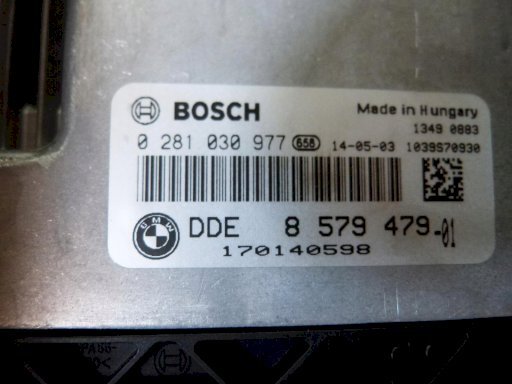 BOSCH
Made in Hungary
1349 0883
0 281 030 977 658 14-05-03 1039S70930
BMW
DDE 8 579 479-01
170140598